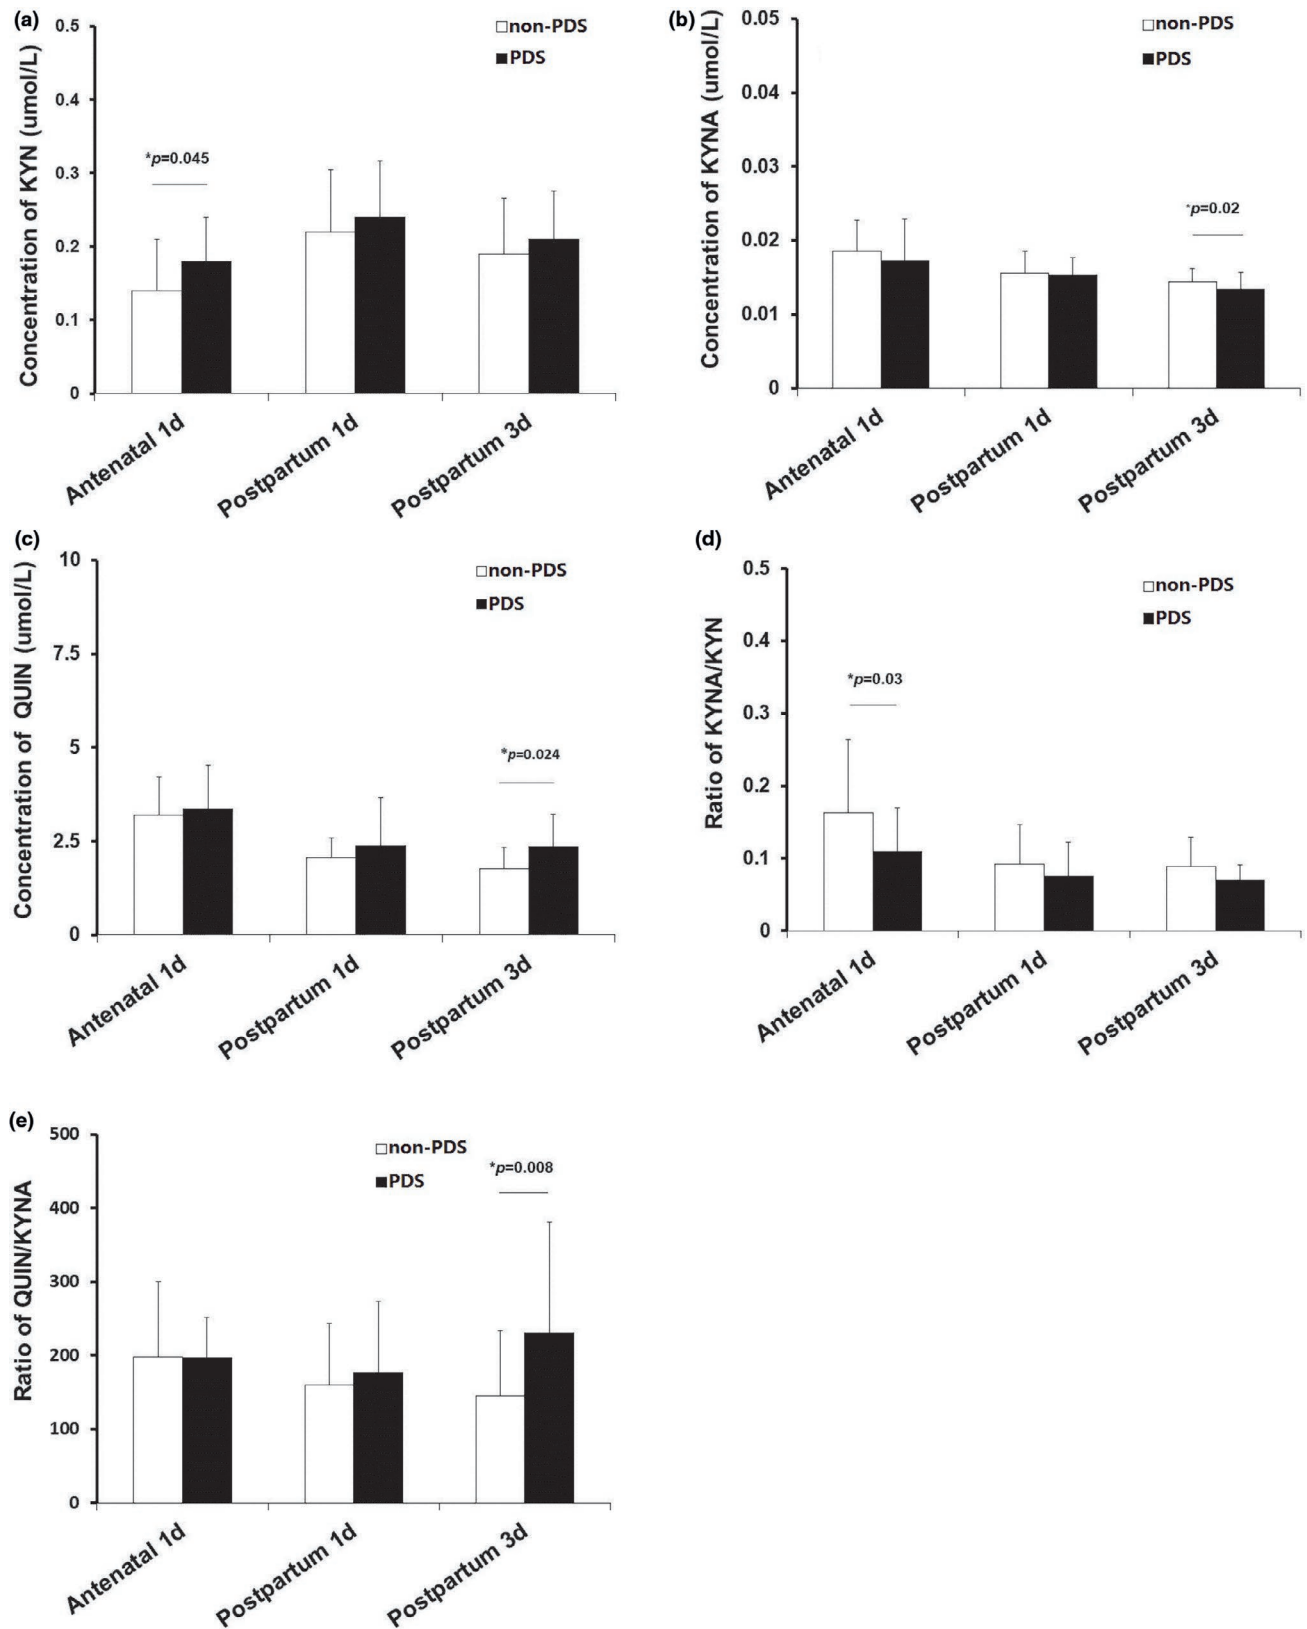 (a)
Concentration of KYN (umol/L)
0.5
0.4
0.3
0.2
0.1
0
non-PDS
PDS
*p=0.045
Antenatal 1d
Postpartum 1d
Postpartum 3d
(b)
Concentration of KYNA (umol/L)
0.05
0.04
0.03
0.02
0.01
0
non-PDS
PDS
*p=0.02
Antenatal 1d
Postpartum 1d
Postpartum 3d
(c)
Concentration of QUIN (umol/L)
10
7.5
5
2.5
0
non-PDS
PDS
*p=0.024
Antenatal 1d
Postpartum 1d
Postpartum 3d
(d)
Ratio of KYNA/KYN
0.5
0.4
0.3
0.2
0.1
0
non-PDS
PDS
*p=0.03
Antenatal 1d
Postpartum 1d
Postpartum 3d
(e)
Ratio of QUIN/KYNA
500
400
300
200
100
0
non-PDS
PDS
*p=0.008
Antenatal 1d
Postpartum 1d
Postpartum 3d